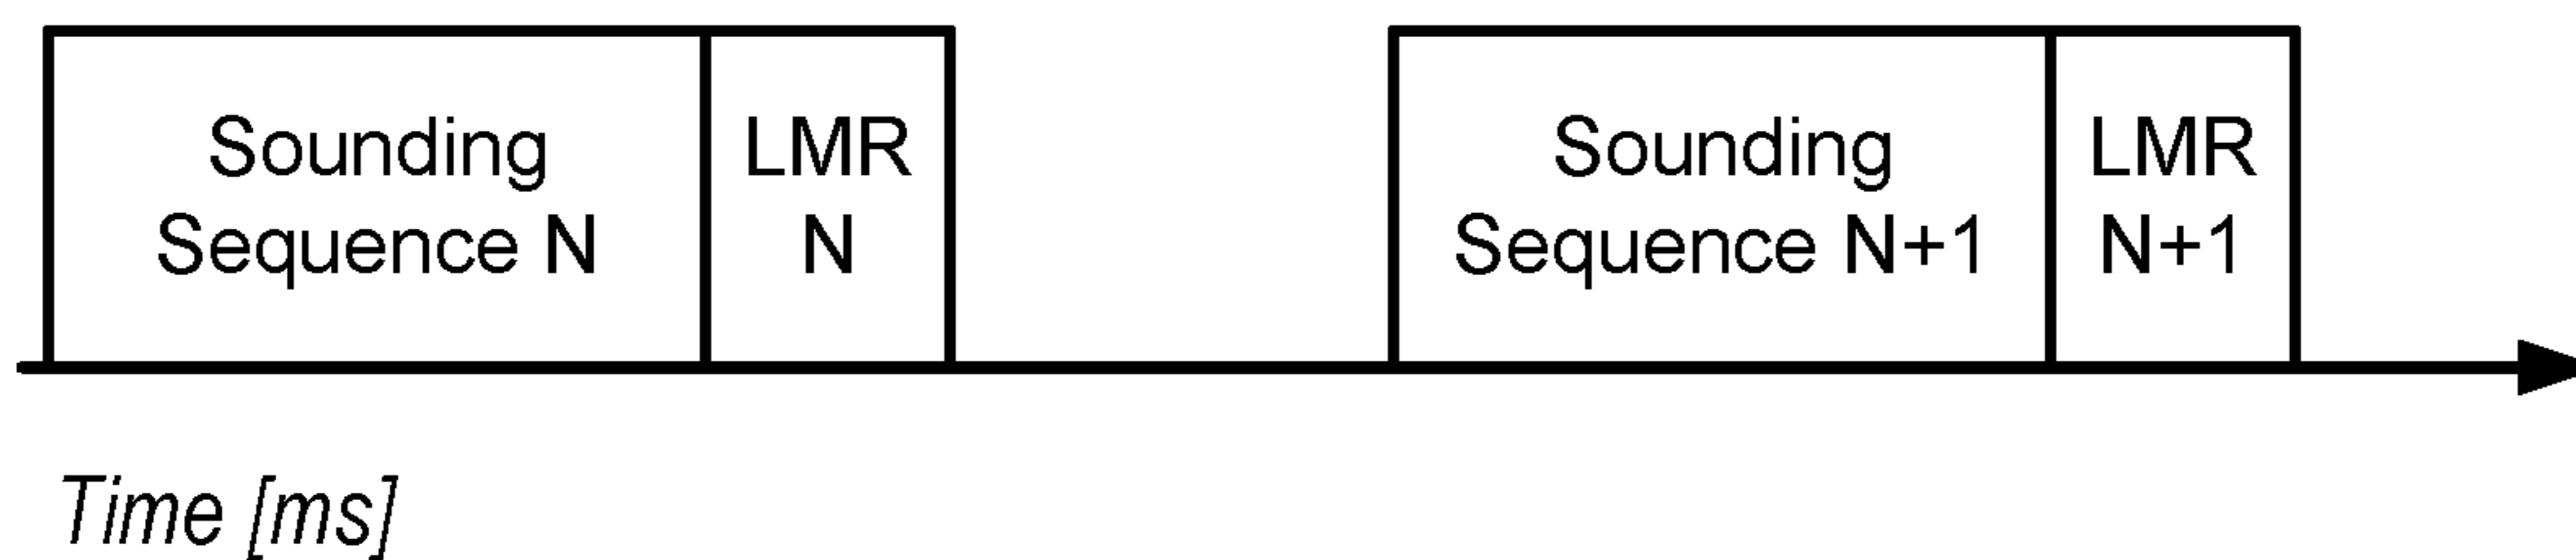 Sounding
Sequence N
LMR
N
Sounding
Sequence N+1
LMR
N+1
Time [ms]